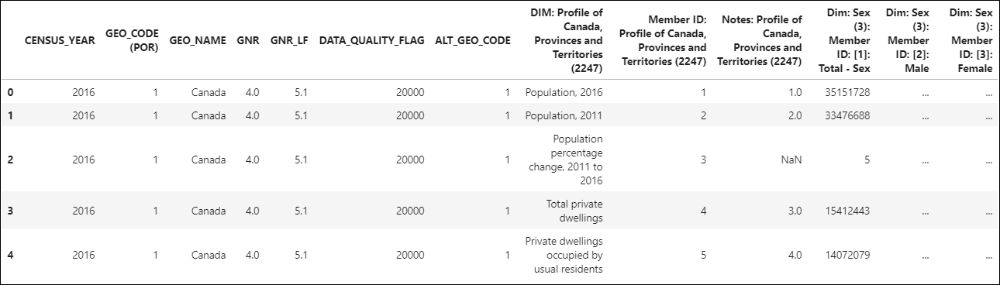 CENSUS_YEAR GEO_CODE (POR) GEO_NAME GNR GNR_LF DATA_QUALITY_FLAG ALT_GEO_CODE DIM: Profile of Canada, Provinces and Territories (2247) Member ID: Profile of Canada, Provinces and Territories (2247) Notes: Profile of Canada, Provinces and Territories (2247) Dim: Sex (3): Member ID: [1]: Total - Sex Dim: Sex (3): Member ID: [2]: Male Dim: Sex (3): Member ID: [3]: Female
0 2016 1 Canada 4.0 5.1 20000 1 Population, 2016 1 1.0 35151728 ... ...
1 2016 1 Canada 4.0 5.1 20000 1 Population, 2011 2 2.0 33476688 ... ...
2 2016 1 Canada 4.0 5.1 20000 1 Population percentage change, 2011 to 2016 3 NaN 5 ... ...
3 2016 1 Canada 4.0 5.1 20000 1 Total private dwellings 4 3.0 15412443 ... ...
4 2016 1 Canada 4.0 5.1 20000 1 Private dwellings occupied by usual residents 5 4.0 14072079 ... ...